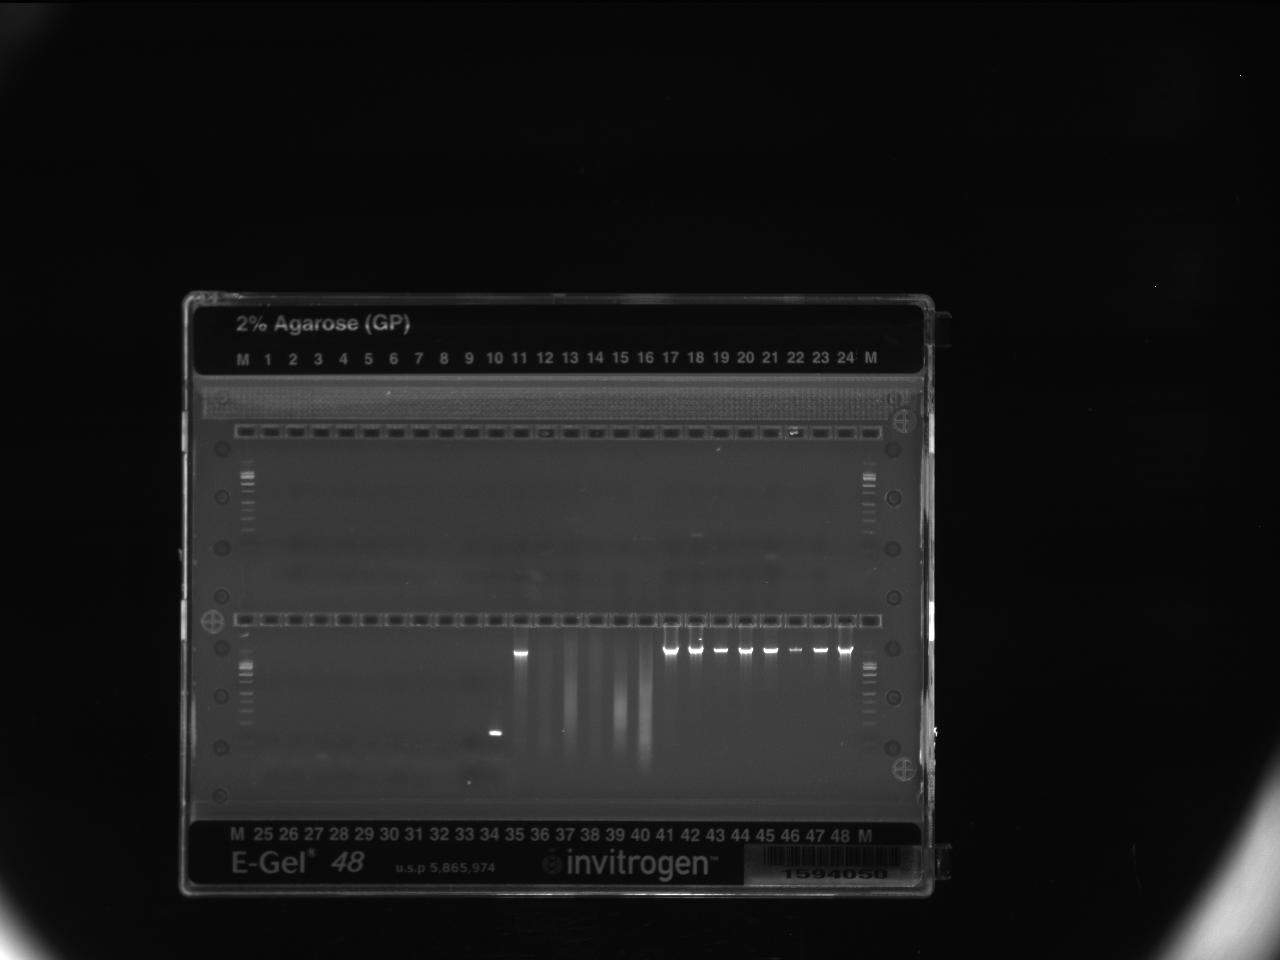 2% Agarose (GP)
M 1 2 3 4 5 6 7 8 9 10 11 12 13 14 15 16 17 18 19 20 21 22 23 24 M
M 25 26 27 28 29 30 31 32 33 34 35 36 37 38 39 40 41 42 43 44 45 46 47 48 M
E-Gel® 48 u.s.p 5,865,974 invitrogen™
1594050